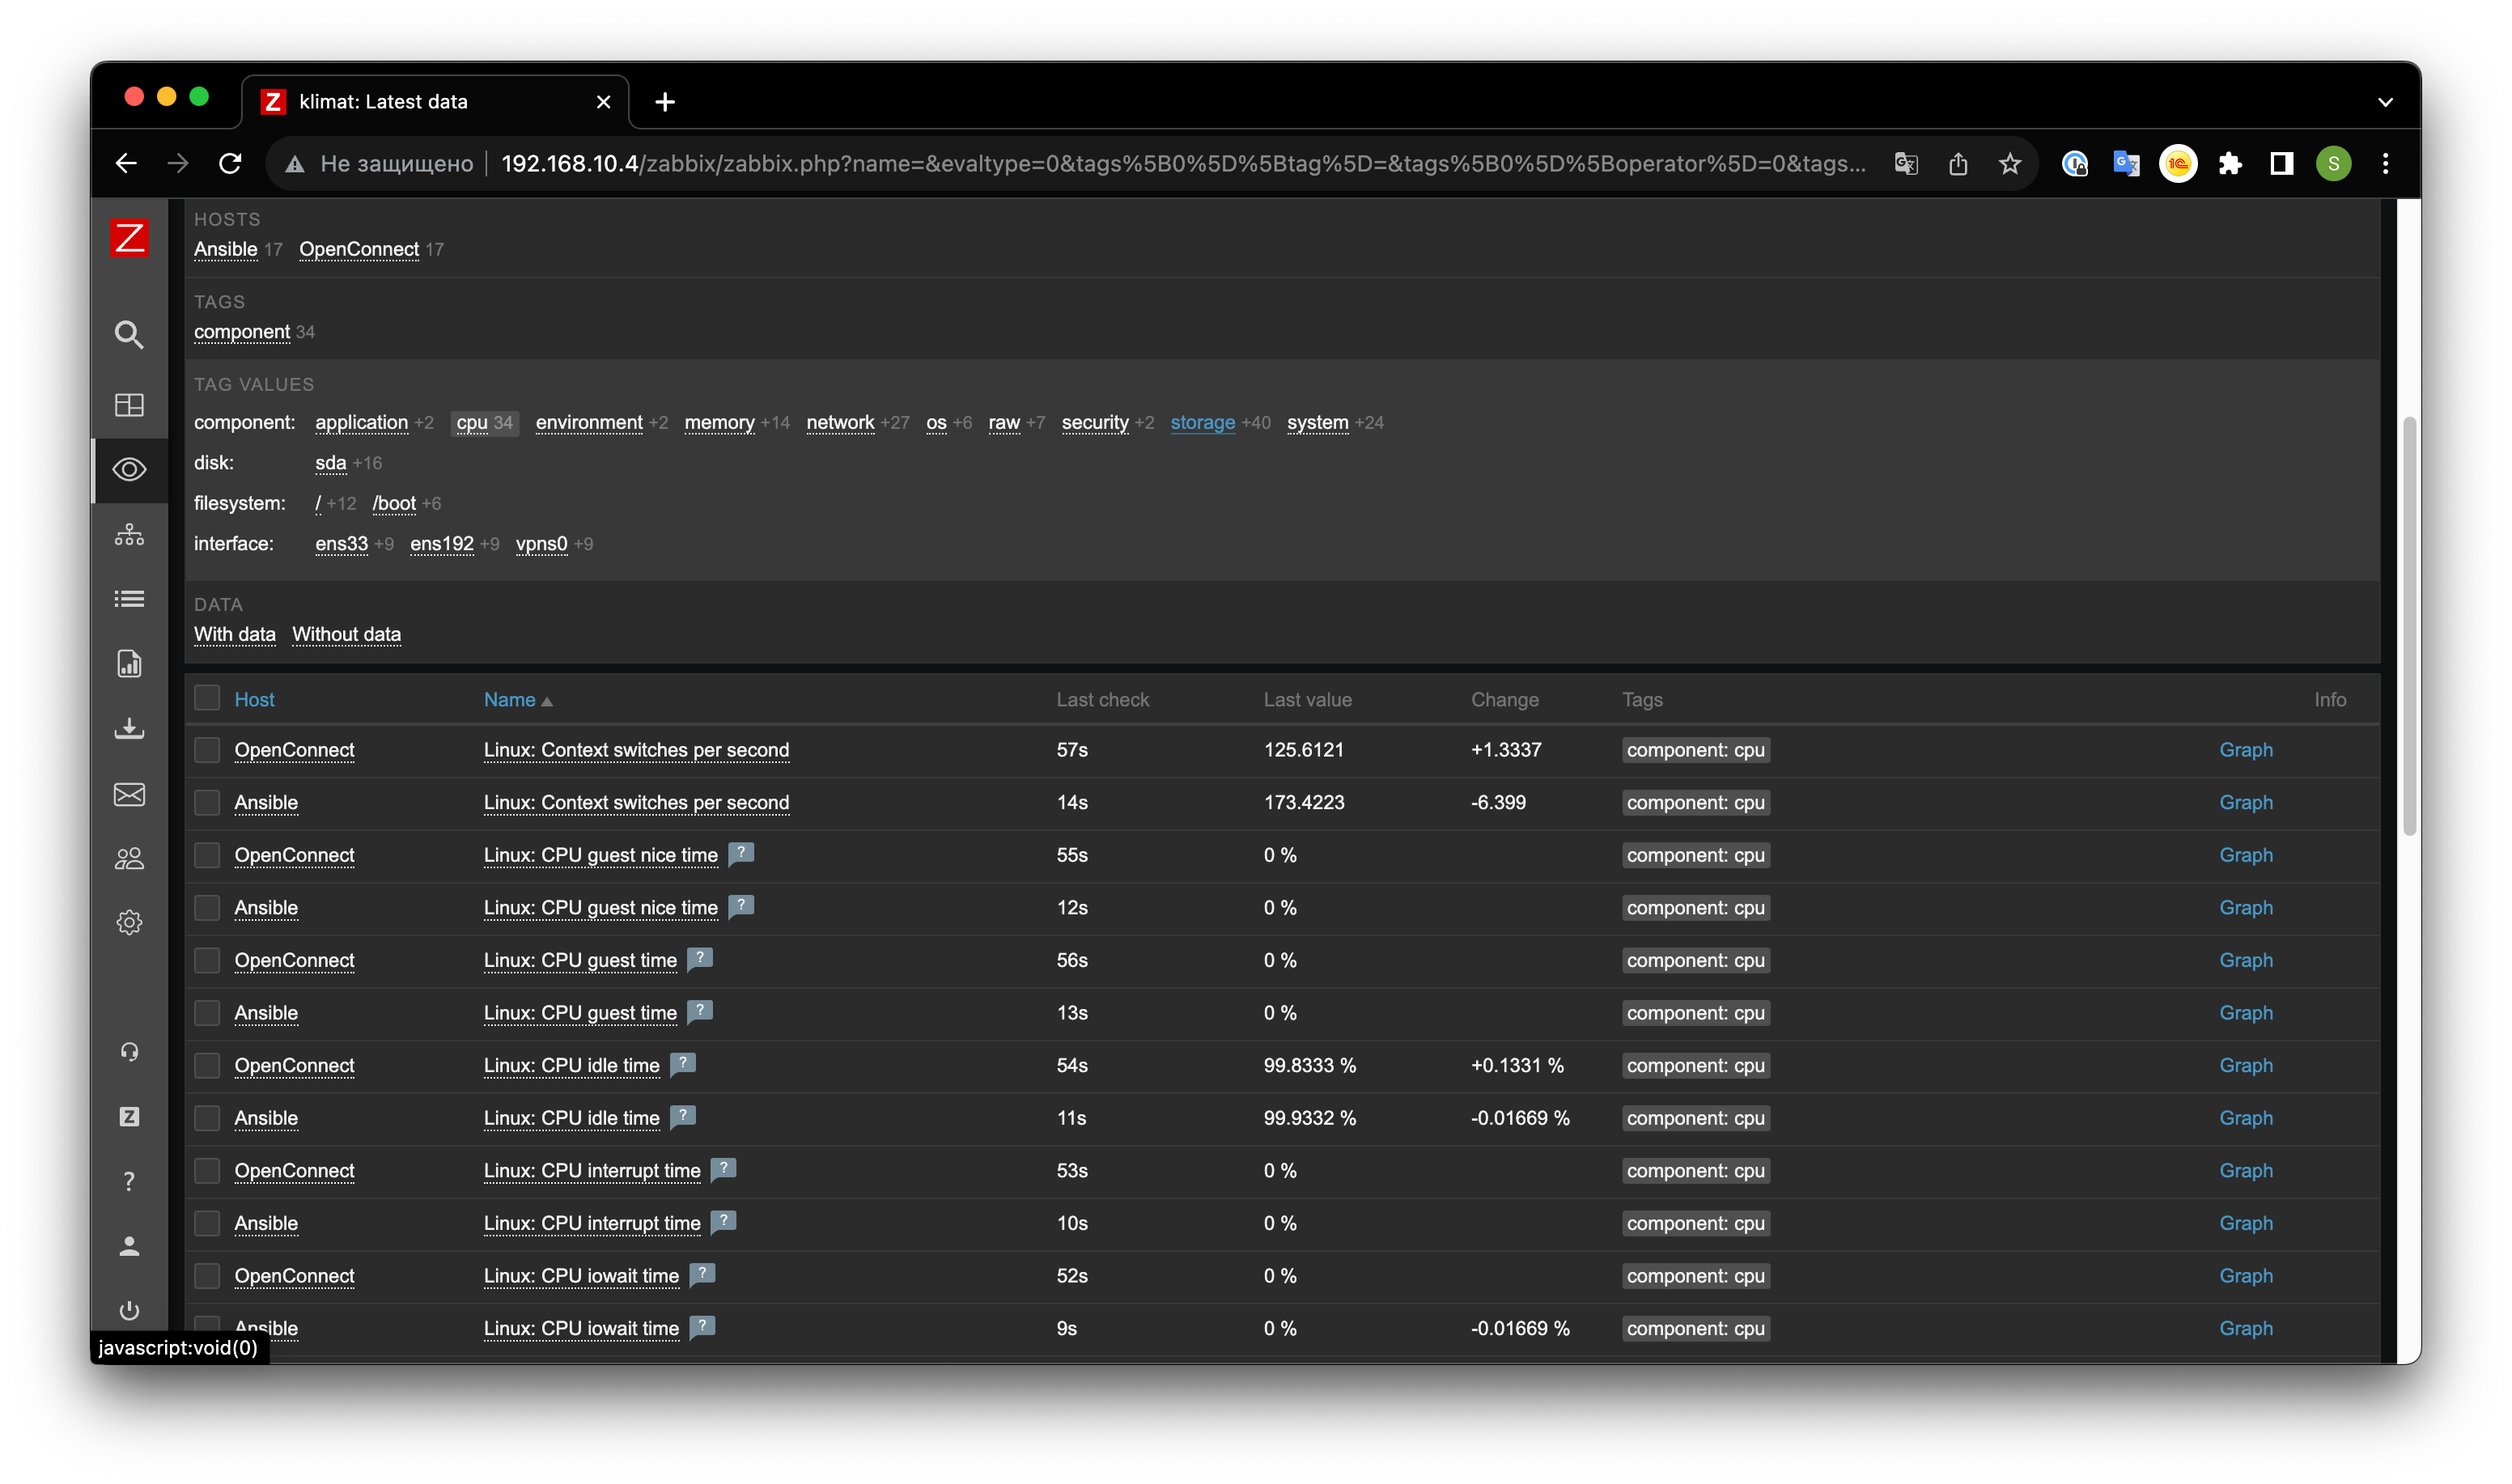 Z klimat: Latest data
Не защищено 192.168.10.4/zabbix/zabbix.php?name=&evaltype=0&tags%5B0%5D%5Btag%5D=&tags%5B0%5D%5Boperator%5D=0&tags...
S
Z
HOSTS
Ansible 17 OpenConnect 17
TAGS
component 34
TAG VALUES
component: application +2 cpu 34 environment +2 memory +14 network +27 os +6 raw +7 security +2 storage +40 system +24
disk: sda +16
filesystem: / +12 /boot +6
interface: ens33 +9 ens192 +9 vpns0 +9
DATA
With data Without data
Host Name Last check Last value Change Tags Info
OpenConnect Linux: Context switches per second 57s 125.6121 +1.3337 component: cpu Graph
Ansible Linux: Context switches per second 14s 173.4223 -6.399 component: cpu Graph
OpenConnect Linux: CPU guest nice time ? 55s 0 % component: cpu Graph
Ansible Linux: CPU guest nice time ? 12s 0 % component: cpu Graph
OpenConnect Linux: CPU guest time ? 56s 0 % component: cpu Graph
Ansible Linux: CPU guest time ? 13s 0 % component: cpu Graph
OpenConnect Linux: CPU idle time ? 54s 99.8333 % +0.1331 % component: cpu Graph
Ansible Linux: CPU idle time ? 11s 99.9332 % -0.01669 % component: cpu Graph
OpenConnect Linux: CPU interrupt time ? 53s 0 % component: cpu Graph
Ansible Linux: CPU interrupt time ? 10s 0 % component: cpu Graph
OpenConnect Linux: CPU iowait time ? 52s 0 % component: cpu Graph
Ansible Linux: CPU iowait time ? 9s 0 % -0.01669 % component: cpu Graph
Z
?
javascript:void(0)